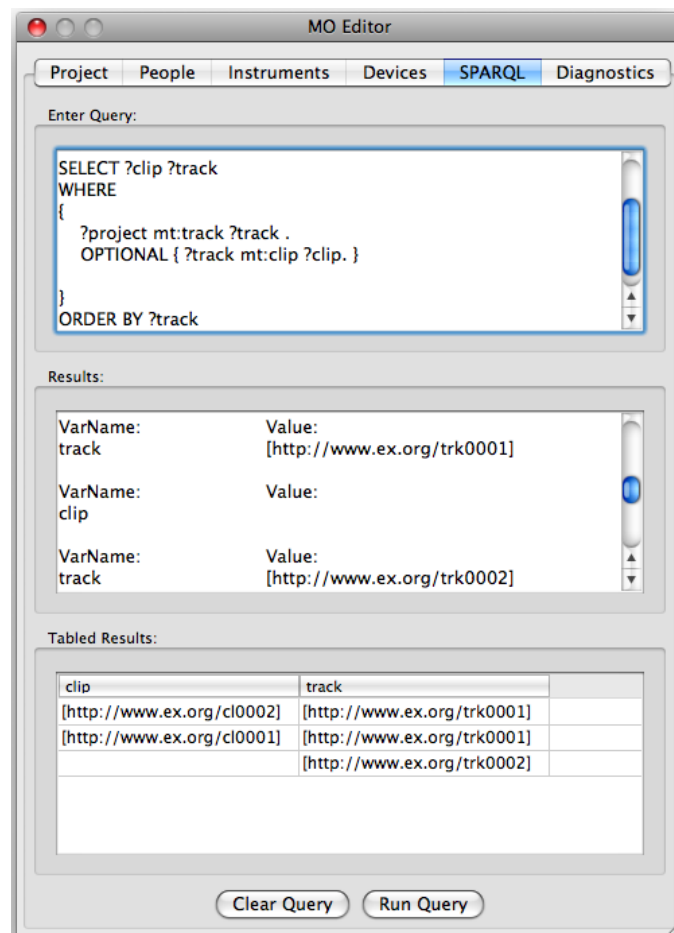 MO Editor
Project People Instruments Devices SPARQL Diagnostics
Enter Query:
SELECT ?clip ?track
WHERE
{
?project mt:track ?track .
OPTIONAL { ?track mt:clip ?clip. }
}
ORDER BY ?track
Results:
VarName: Value:
track [http://www.ex.org/trk0001]
VarName: Value:
clip
VarName: Value:
track [http://www.ex.org/trk0002]
Tabled Results:
clip track
[http://www.ex.org/cl0002] [http://www.ex.org/trk0001]
[http://www.ex.org/cl0001] [http://www.ex.org/trk0001]
[http://www.ex.org/trk0002]
Clear Query Run Query